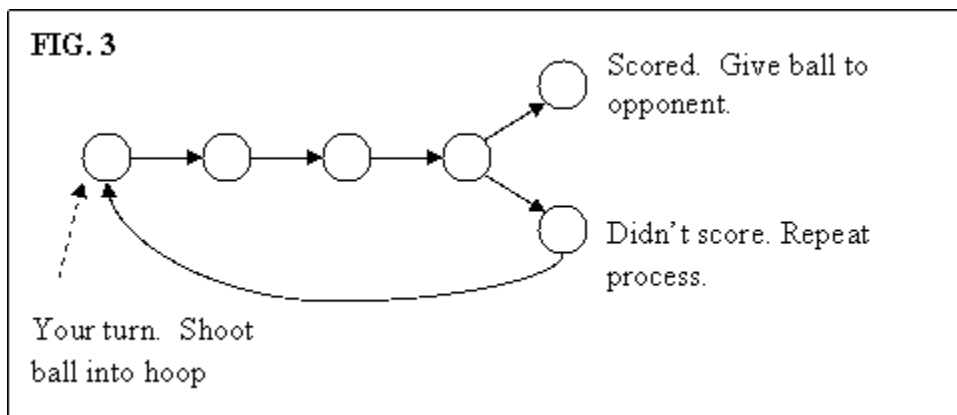 FIG. 3
Scored.  Give ball to
opponent.
Didn't score. Repeat
process.
Your turn.  Shoot
ball into hoop